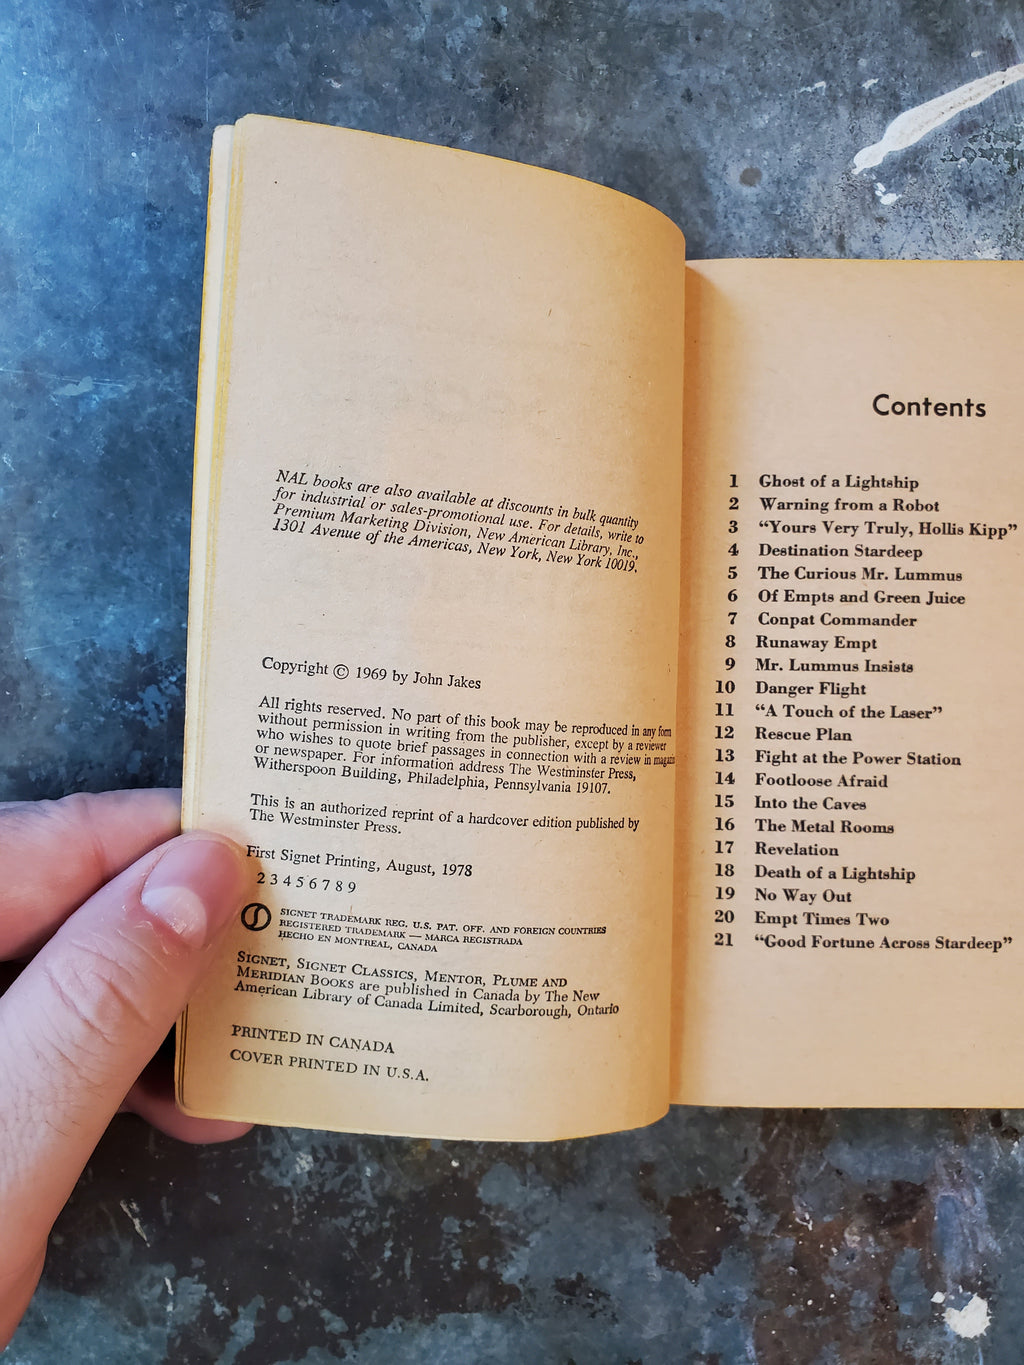 NAL books are also available at discounts in bulk quantity
for industrial or sales-promotional use. For details, write to
Premium Marketing Division, New American Library, Inc.,
1301 Avenue of the Americas, New York, New York 10019.
Copyright © 1969 by John Jakes
All rights reserved. No part of this book may be reproduced in any form
without permission in writing from the publisher, except by a reviewer
who wishes to quote brief passages in connection with a review in magazi
or newspaper. For information address The Westminster Press,
Witherspoon Building, Philadelphia, Pennsylvania 19107.
This is an authorized reprint of a hardcover edition published by
The Westminster Press.
First Signet Printing, August, 1978
2 3 4 5 6 7 8 9
SIGNET TRADEMARK REG. U.S. PAT. OFF. AND FOREIGN COUNTRIES
REGISTERED TRADEMARK — MARCA REGISTRADA
HECHO EN MONTREAL, CANADA
SIGNET, SIGNET CLASSICS, MENTOR, PLUME AND
MERIDIAN BOOKS are published in Canada by The New
American Library of Canada Limited, Scarborough, Ontario
PRINTED IN CANADA
COVER PRINTED IN U.S.A.
Contents
1 Ghost of a Lightship
2 Warning from a Robot
3 “Yours Very Truly, Hollis Kipp”
4 Destination Stardeep
5 The Curious Mr. Lummus
6 Of Empts and Green Juice
7 Conpat Commander
8 Runaway Empt
9 Mr. Lummus Insists
10 Danger Flight
11 “A Touch of the Laser”
12 Rescue Plan
13 Fight at the Power Station
14 Footloose Afraid
15 Into the Caves
16 The Metal Rooms
17 Revelation
18 Death of a Lightship
19 No Way Out
20 Empt Times Two
21 “Good Fortune Across Stardeep”